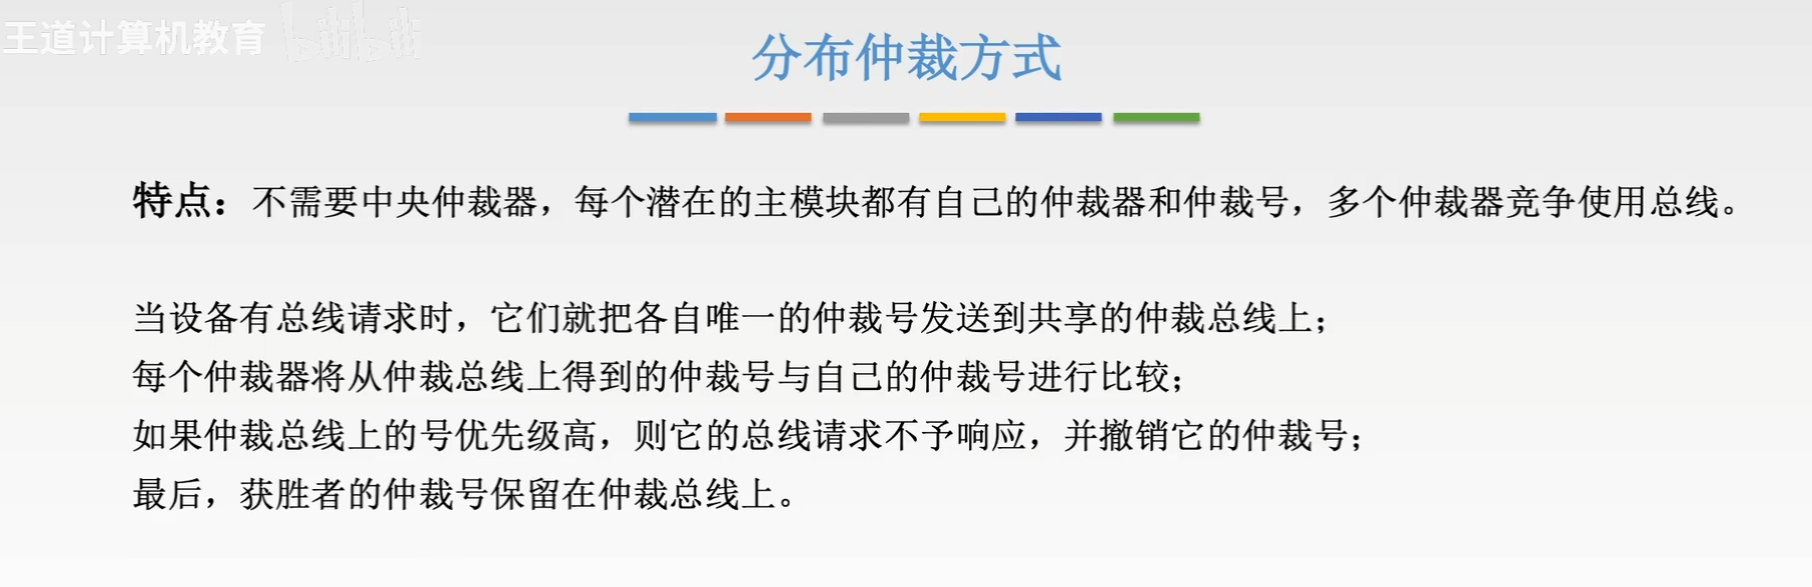 王道计算机教育 bilibili
分布仲裁方式
特点：不需要中央仲裁器，每个潜在的主模块都有自己的仲裁器和仲裁号，多个仲裁器竞争使用总线。
当设备有总线请求时，它们就把各自唯一的仲裁号发送到共享的仲裁总线上；
每个仲裁器将从仲裁总线上得到的仲裁号与自己的仲裁号进行比较；
如果仲裁总线上的号优先级高，则它的总线请求不予响应，并撤销它的仲裁号；
最后，获胜者的仲裁号保留在仲裁总线上。